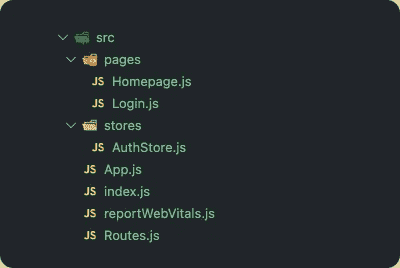 src
pages
JS Homepage.js
JS Login.js
stores
JS AuthStore.js
JS App.js
JS index.js
JS reportWebVitals.js
JS Routes.js